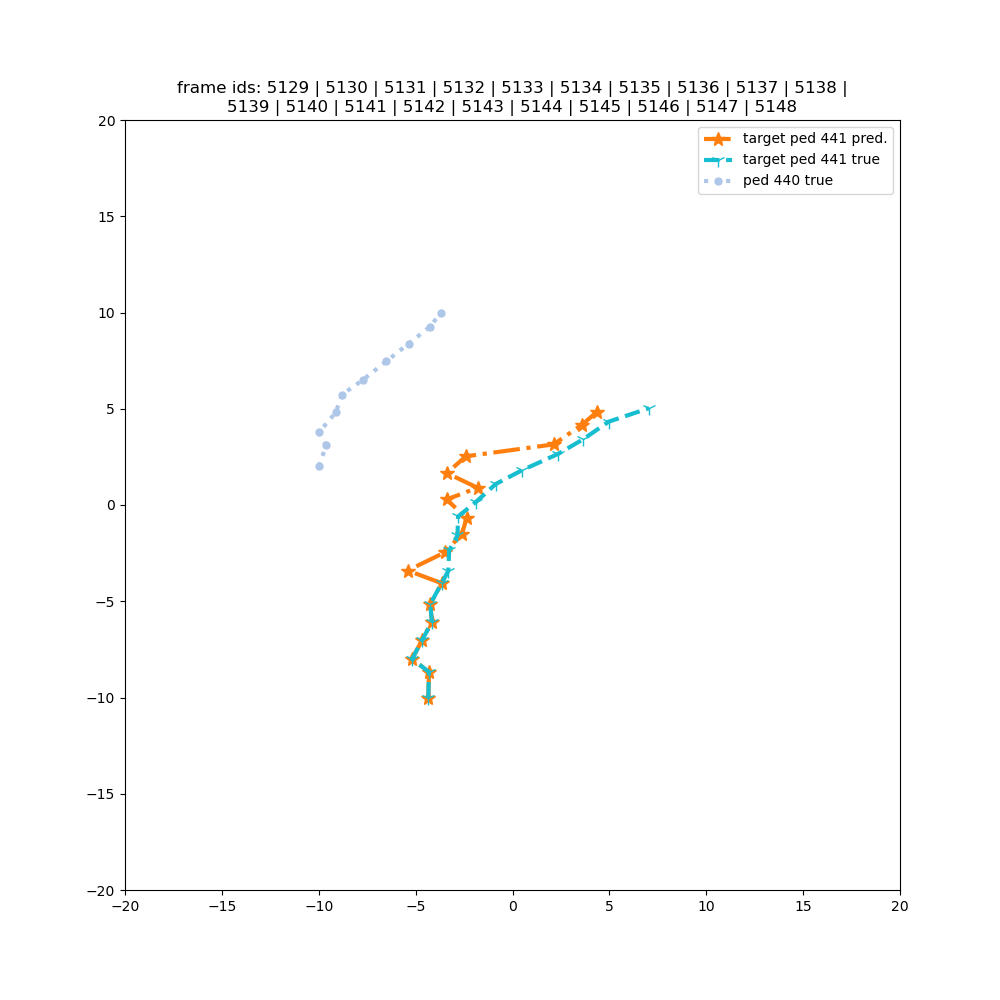 frame ids: 5129 | 5130 | 5131 | 5132 | 5133 | 5134 | 5135 | 5136 | 5137 | 5138 |
5139 | 5140 | 5141 | 5142 | 5143 | 5144 | 5145 | 5146 | 5147 | 5148
target ped 441 pred.
target ped 441 true
ped 440 true
20
15
10
5
0
−5
−10
−15
−20
−20 −15 −10 −5 0 5 10 15 20